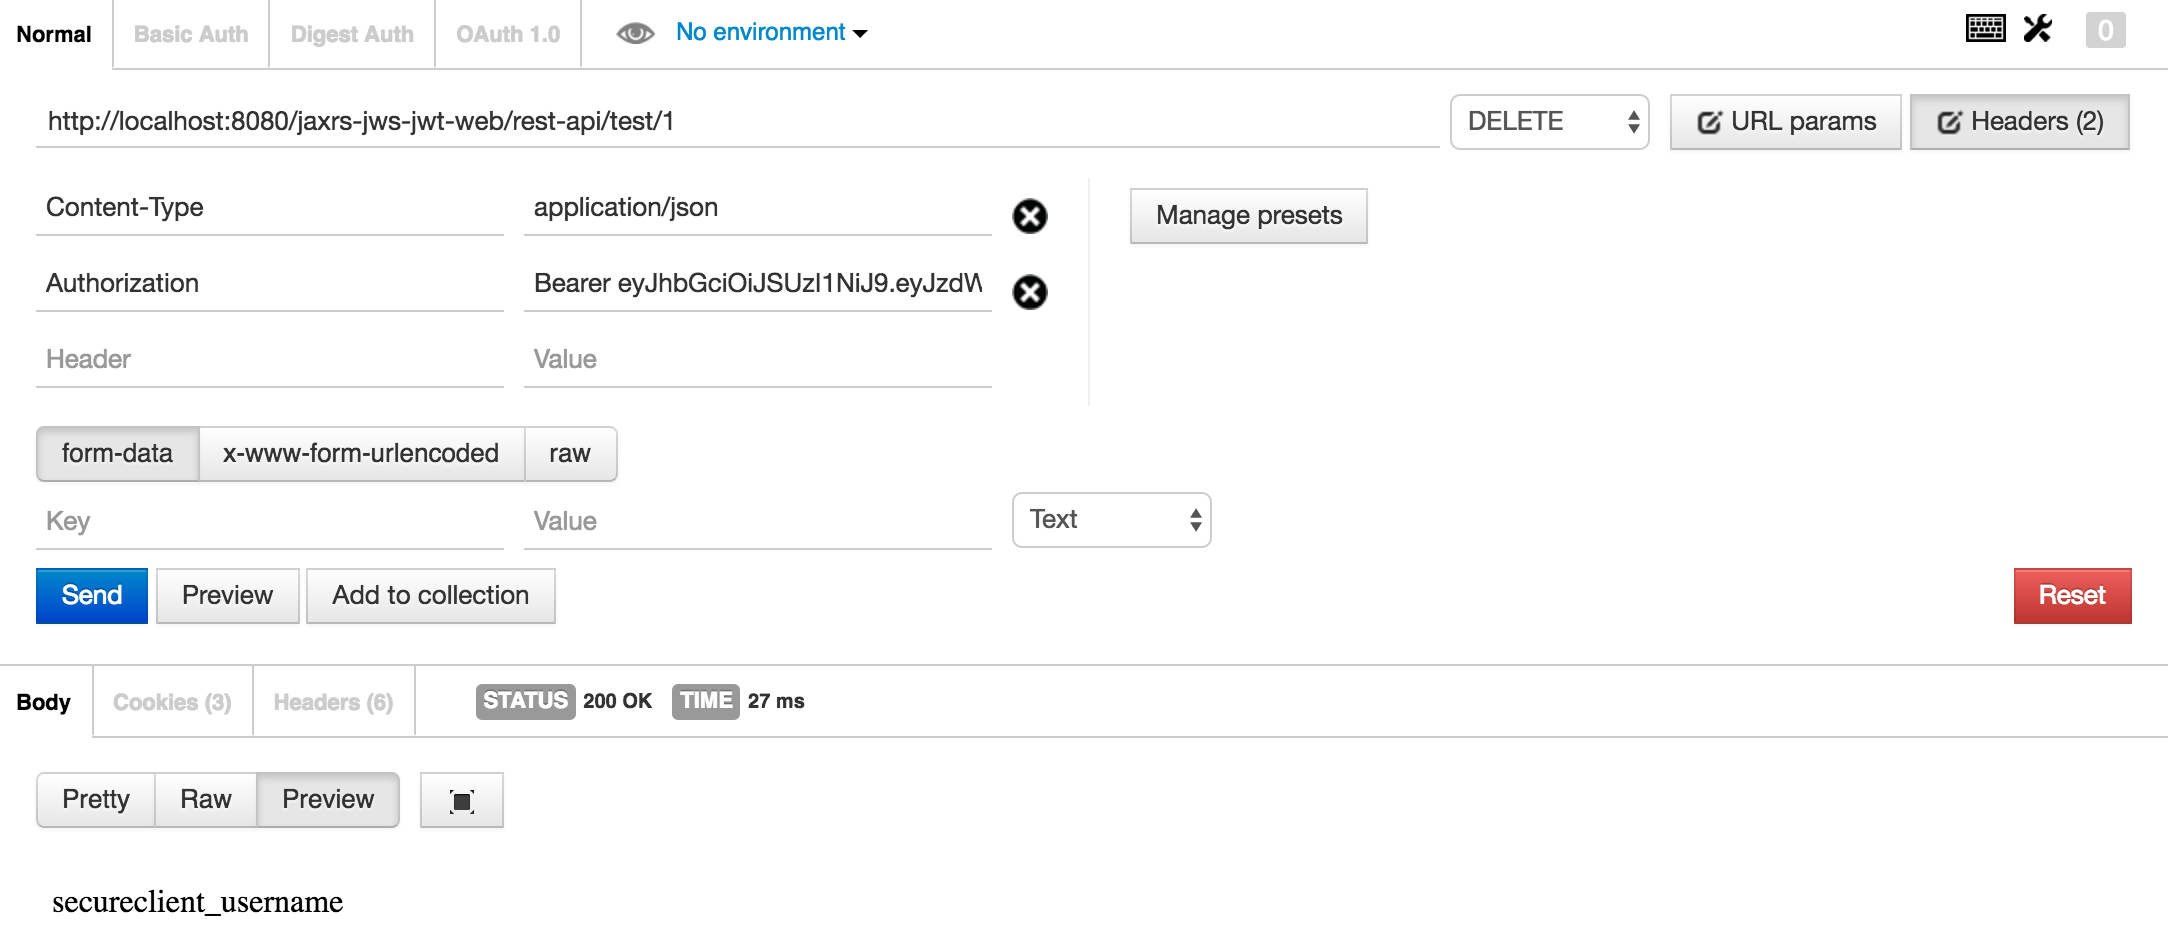 Normal Basic Auth Digest Auth OAuth 1.0 No environment 0
http://localhost:8080/jaxrs-jws-jwt-web/rest-api/test/1 DELETE URL params Headers (2)
Content-Type application/json Manage presets
Authorization Bearer eyJhbGciOiJSUzI1NiJ9.eyJzdW
Header Value
form-data x-www-form-urlencoded raw
Key Value Text
Send Preview Add to collection Reset
Body Cookies (3) Headers (6) STATUS 200 OK TIME 27 ms
Pretty Raw Preview
secureclient_username